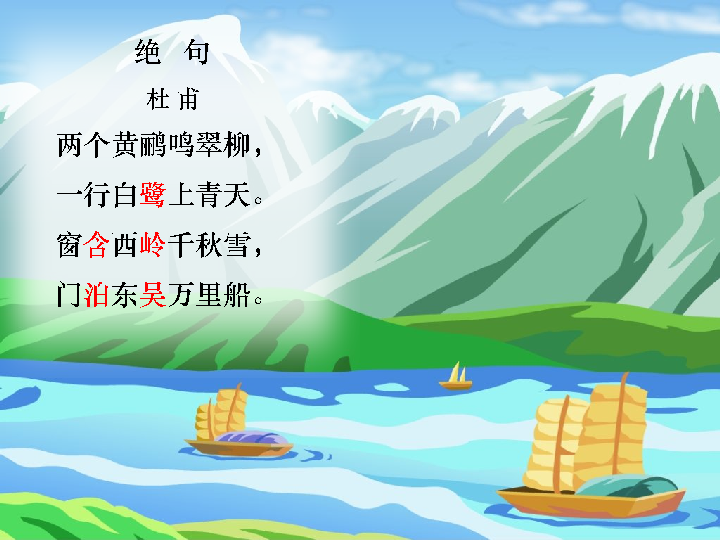 绝 句
杜 甫
两个黄鹂鸣翠柳，
一行白鹭上青天。
窗含西岭千秋雪，
门泊东吴万里船。